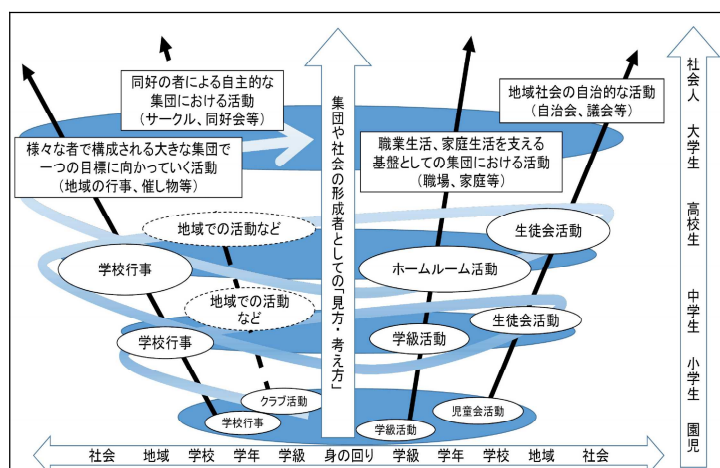 同好の者による自主的な
集団における活動
(サークル、同好会等)
様々な者で構成される大きな集団で
一つの目標に向かっていく活動
(地域の行事、催し物等)
集団や社会の形成者としての「見方・考え方」
地域社会の自治的な活動
(自治会、議会等)
職業生活、家庭生活を支える
基盤としての集団における活動
(職場、家庭等)
社会人
大学生
高校生
中学生
小学生
園児
地域での活動など
生徒会活動
学校行事
ホームルーム活動
地域での活動
など
生徒会活動
学校行事
学級活動
クラブ活動
児童会活動
学校行事
学級活動
社会 地域 学校 学年 学級 身の回り 学級 学年 学校 地域 社会